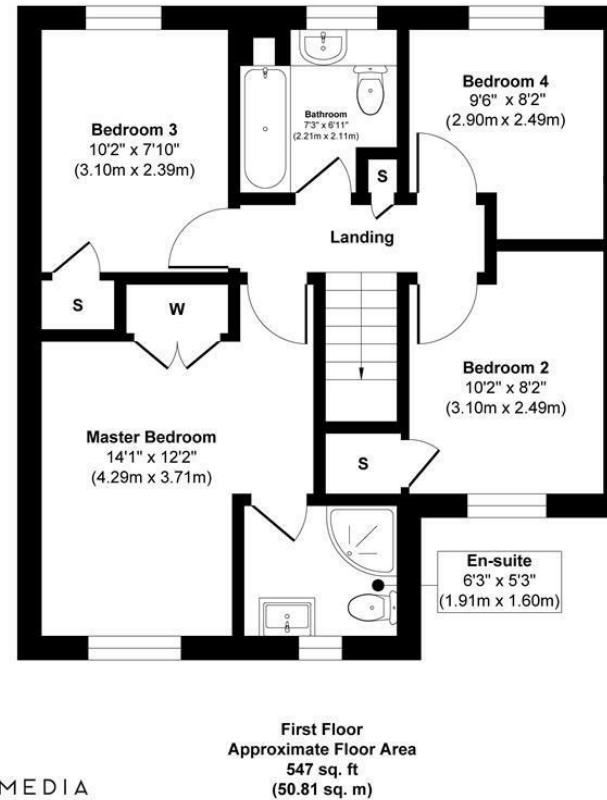 Bedroom 3
10'2" x 7'10"
(3.10m x 2.39m)
Bathroom
7'3" x 6'11"
(2.21m x 2.11m)
Bedroom 4
9'6" x 8'2"
(2.90m x 2.49m)
S
Landing
S
W
Bedroom 2
10'2" x 8'2"
(3.10m x 2.49m)
Master Bedroom
14'1" x 12'2"
(4.29m x 3.71m)
S
En-suite
6'3" x 5'3"
(1.91m x 1.60m)
First Floor
Approximate Floor Area
547 sq. ft
(50.81 sq. m)
MEDIA